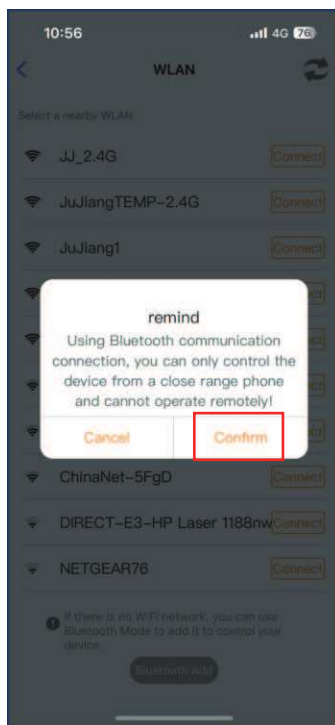 10:56
4G 76
WLAN
Select a nearby WLAN
JJ_2.4G Connect
JuJiangTEMP-2.4G Connect
JuJiang1 Connect
remind
Using Bluetooth communication
connection, you can only control the
device from a close range phone
and cannot operate remotely!
Cancel Confirm
ChinaNet-5FgD Connect
DIRECT-E3-HP Laser 1188nw Connect
NETGEAR76 Connect
If there is no WiFi network, you can use
Bluetooth Mode to add it to control your
device
Bluetooth Add